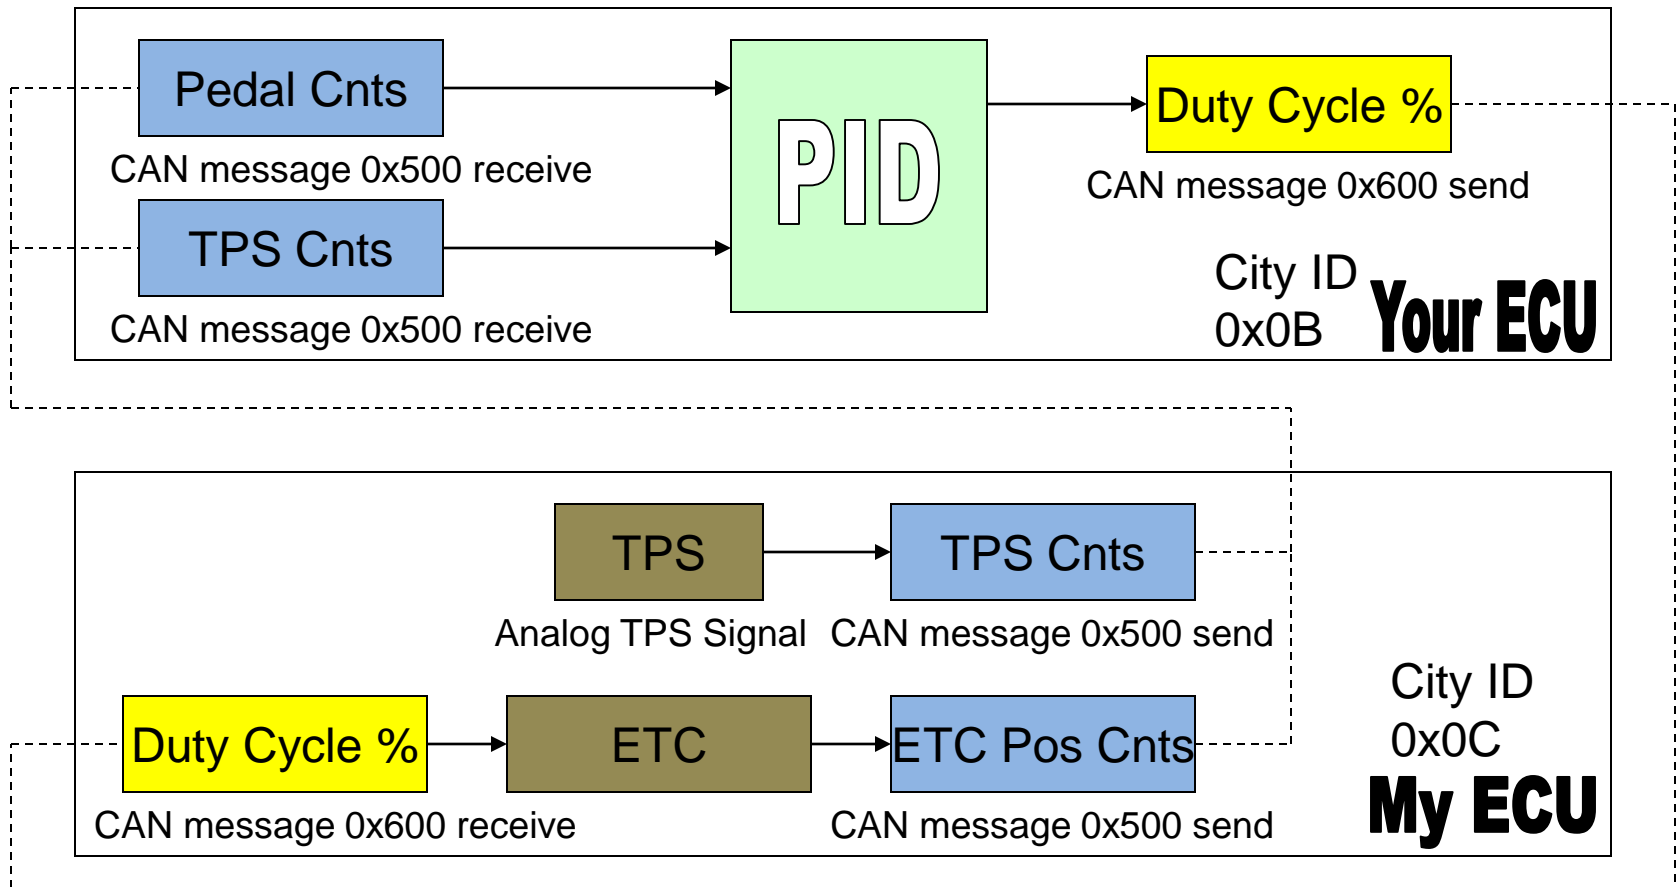 Pedal Cnts
CAN message 0x500 receive
TPS Cnts
CAN message 0x500 receive
PID
Duty Cycle %
CAN message 0x600 send
City ID
0x0B
Your ECU
TPS
Analog TPS Signal
TPS Cnts
CAN message 0x500 send
Duty Cycle %
CAN message 0x600 receive
ETC
ETC Pos Cnts
CAN message 0x500 send
City ID
0x0C
My ECU